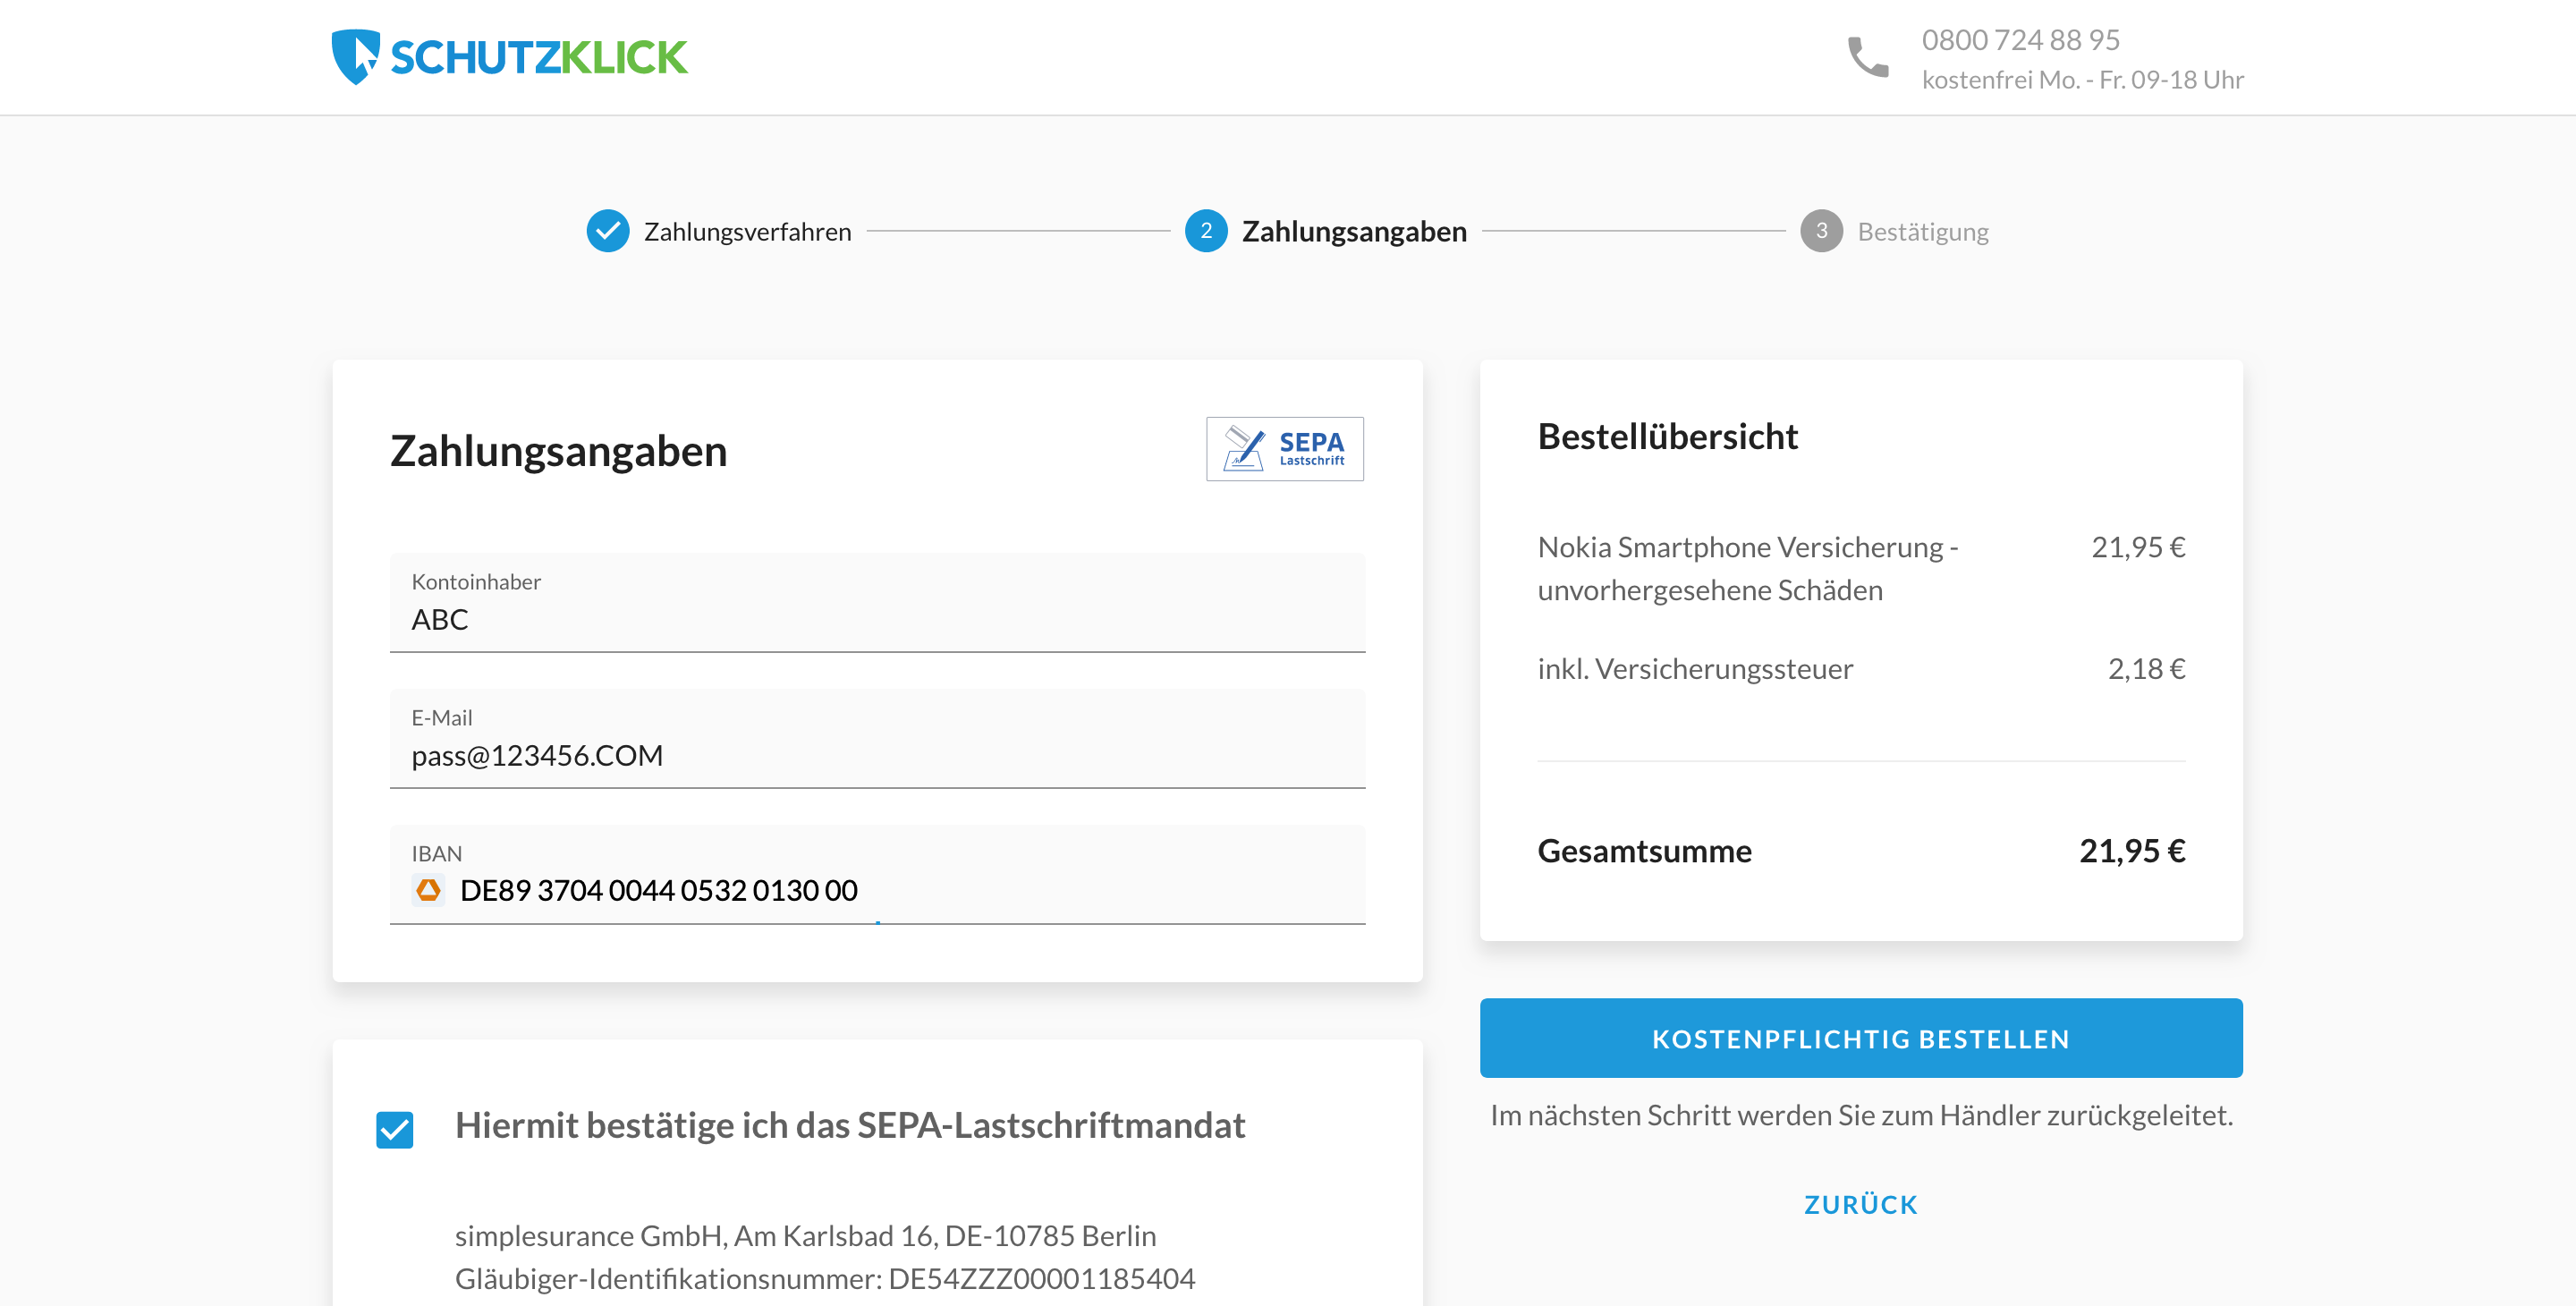 SCHUTZKLICK
0800 724 88 95
kostenfrei Mo. - Fr. 09-18 Uhr
Zahlungsverfahren
2 Zahlungsangaben
3 Bestätigung
Zahlungsangaben
SEPA
Lastschrift
Kontoinhaber
ABC
E-Mail
pass@123456.COM
IBAN
DE89 3704 0044 0532 0130 00
Hiermit bestätige ich das SEPA-Lastschriftmandat
simplesurance GmbH, Am Karlsbad 16, DE-10785 Berlin
Gläubiger-Identifikationsnummer: DE54ZZZ00001185404
Bestellübersicht
Nokia Smartphone Versicherung - 21,95 €
unvorhergesehene Schäden
inkl. Versicherungssteuer 2,18 €
Gesamtsumme 21,95 €
KOSTENPFLICHTIG BESTELLEN
Im nächsten Schritt werden Sie zum Händler zurückgeleitet.
ZURÜCK